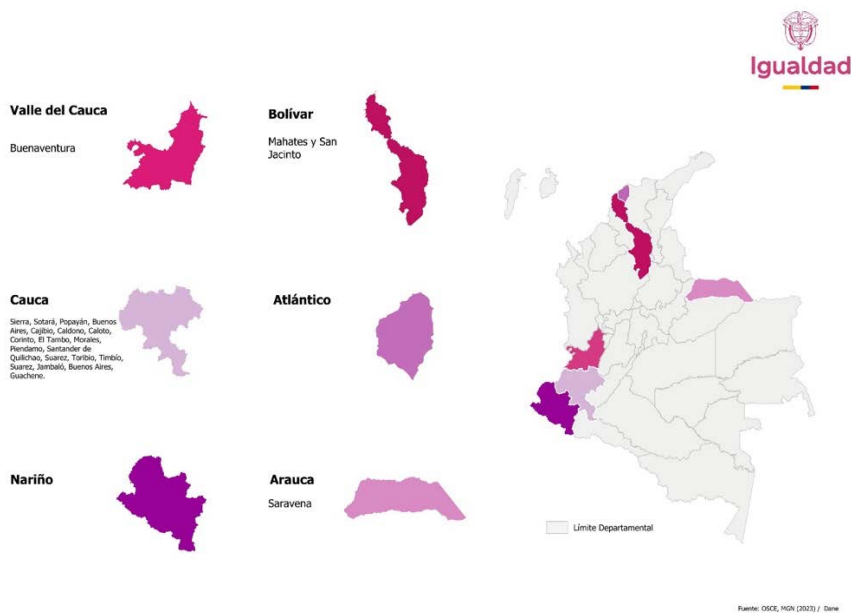 Igualdad
Valle del Cauca
Buenaventura
Bolívar
Mahates y San
Jacinto
Cauca
Sierra, Sotará, Popayán, Buenos
Aires, Cajibio, Caldono, Caloto,
Corinto, El Tambo, Morales,
Piendamo, Santander de
Quilichao, Suarez, Toribio, Timbío,
Suarez, Jambaló, Buenos Aires,
Guachene.
Atlántico
Nariño
Arauca
Saravena
Límite Departamental
Fuente: OSCE, MGN (2023) / Dane